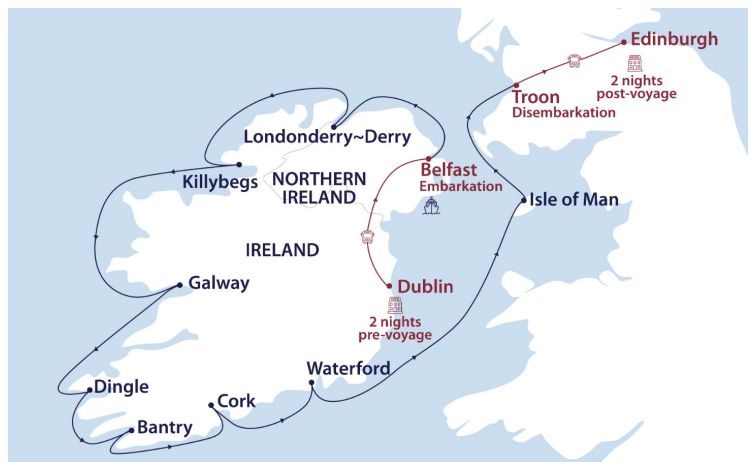 Edinburgh
2 nights
post-voyage
Troon
Disembarkation
Londonderry~Derry
Killybegs
NORTHERN
IRELAND
Belfast
Embarkation
Isle of Man
IRELAND
Galway
Dublin
2 nights
pre-voyage
Waterford
Dingle
Cork
Bantry